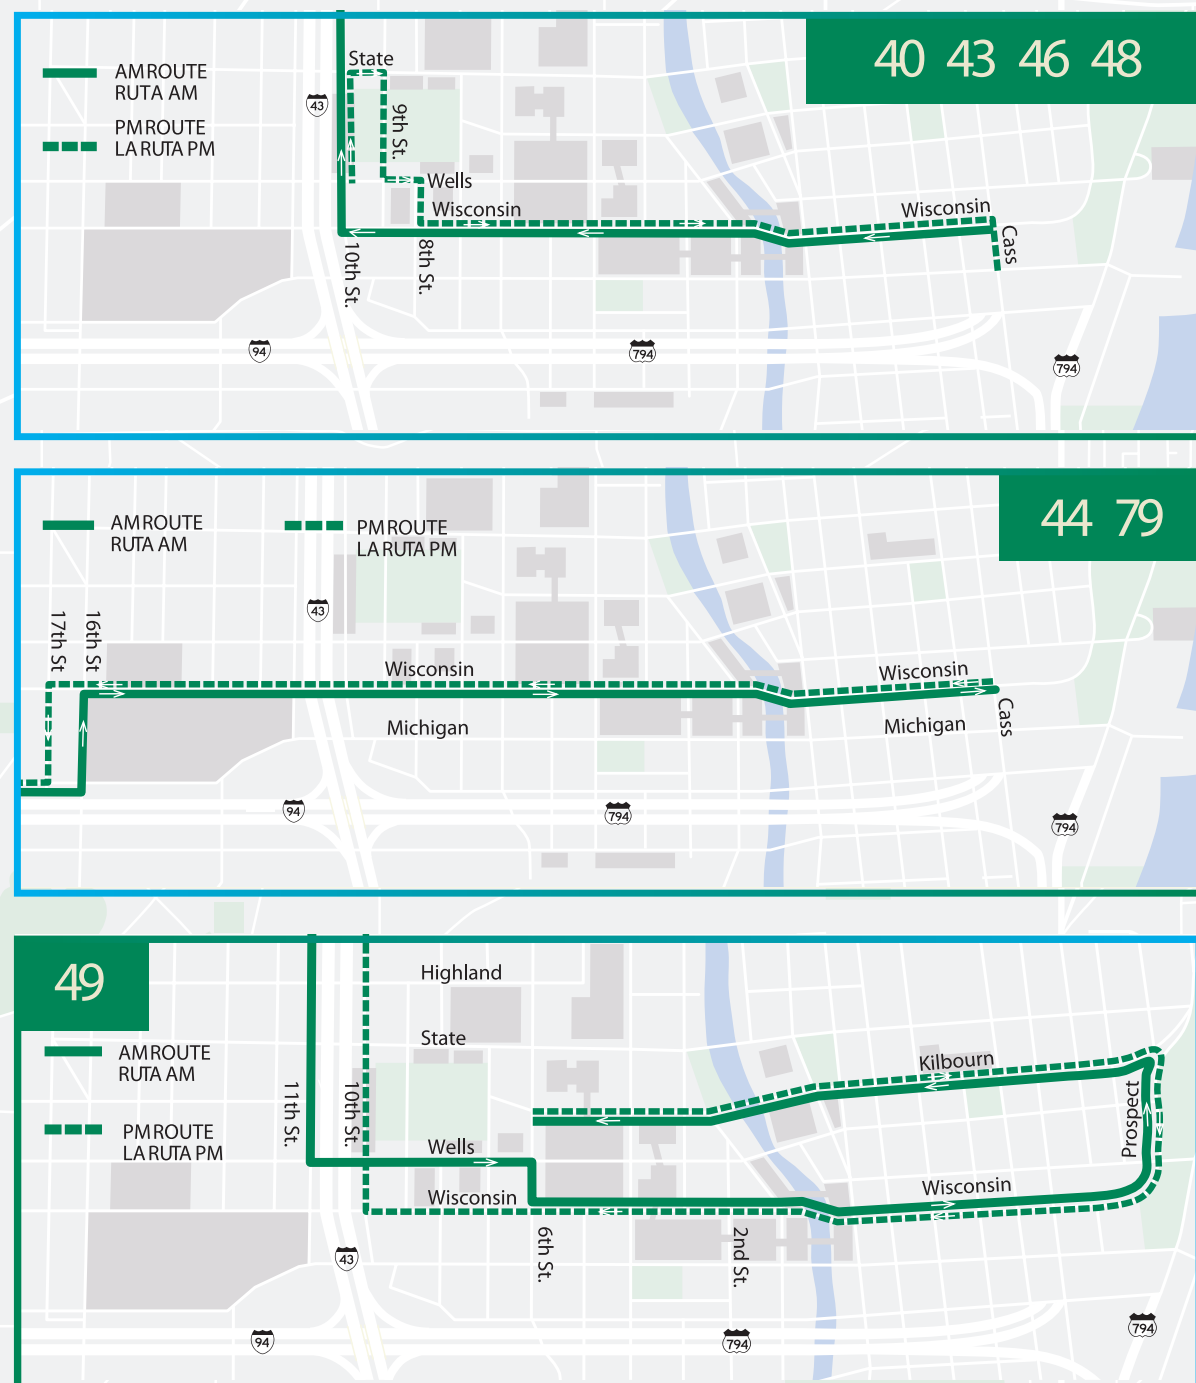 40 43 46 48
AM ROUTE
RUTA AM
PM ROUTE
LA RUTA PM
State
43
9th St.
Wells
Wisconsin
Wisconsin
Cass
10th St.
8th St.
94
794
794
44 79
AM ROUTE
RUTA AM
PM ROUTE
LA RUTA PM
43
17th St
16th St
Wisconsin
Wisconsin
Michigan
Michigan
Cass
94
794
794
49
Highland
AM ROUTE
RUTA AM
State
Kilbourn
11th St.
10th St.
Prospect
PM ROUTE
LA RUTA PM
Wells
Wisconsin
Wisconsin
6th St.
2nd St.
43
94
794
794